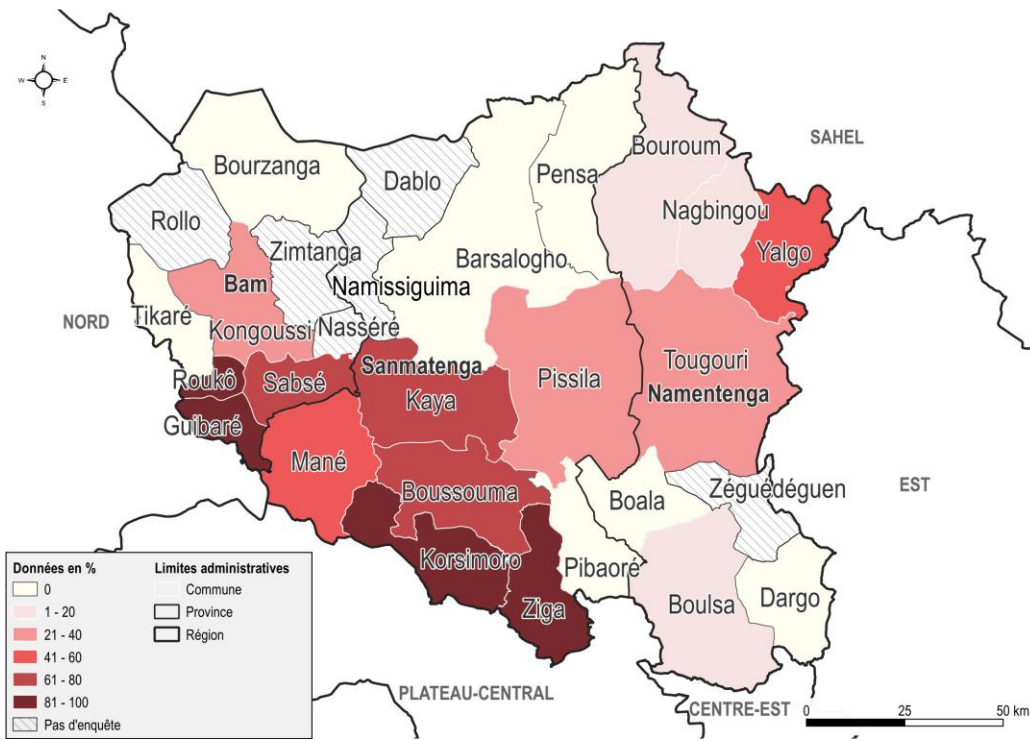 N
W
E
S
SAHEL
NORD
EST
PLATEAU-CENTRAL
CENTRE-EST
Bourzanga
Dablo
Pensa
Bouroum
Rollo
Nagbingou
Zimtanga
Yalgo
Barsalogho
Bam
Namissiguima
Tikaré
Kongoussi
Nasséré
Sanmatenga
Tougouri
Roukô
Sabsé
Pissila
Namentenga
Kaya
Guibaré
Mané
Boussouma
Boala
Zéguédéguen
Korsimoro
Pibaoré
Ziga
Boulsa
Dargo
Données en %
0
1 - 20
21 - 40
41 - 60
61 - 80
81 - 100
Pas d'enquête
Limites administratives
Commune
Province
Région
0 25 50 km